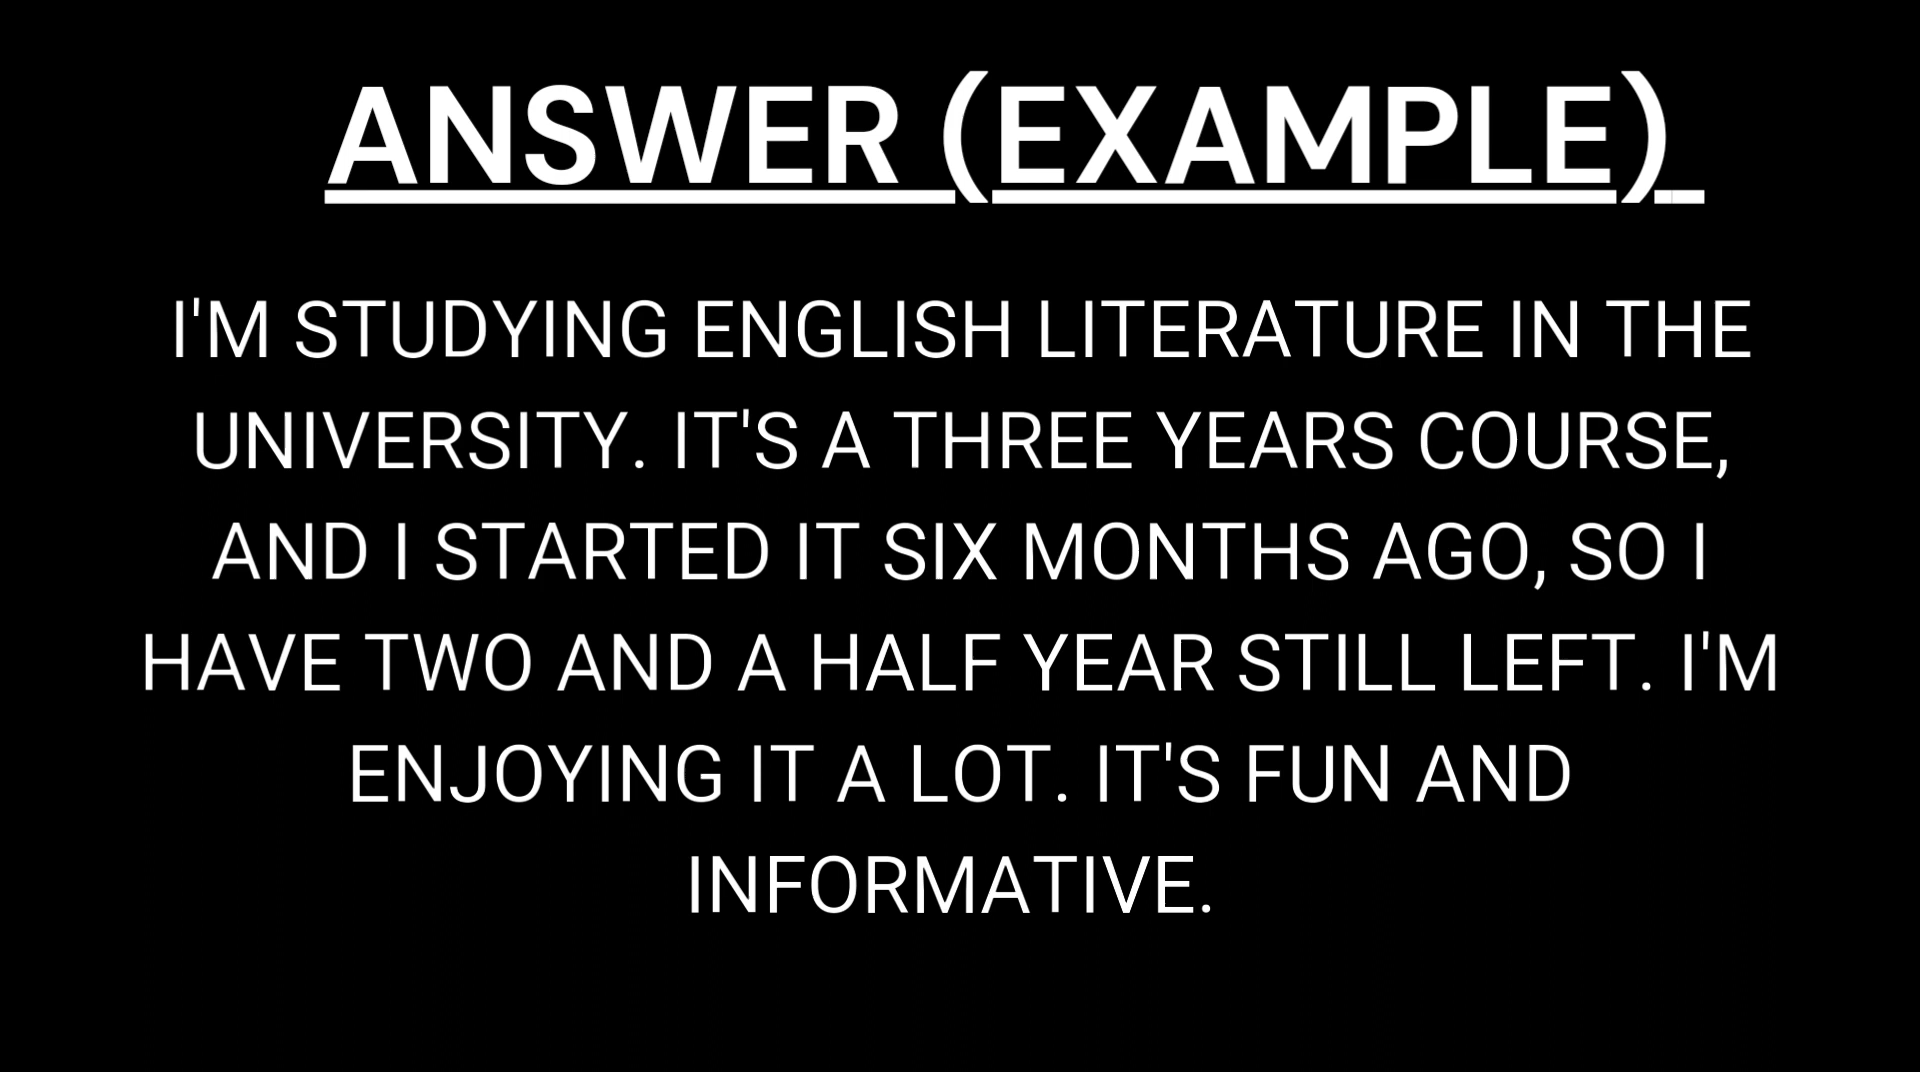 ANSWER (EXAMPLE)
I'M STUDYING ENGLISH LITERATURE IN THE
UNIVERSITY. IT'S A THREE YEARS COURSE,
AND I STARTED IT SIX MONTHS AGO, SO I
HAVE TWO AND A HALF YEAR STILL LEFT. I'M
ENJOYING IT A LOT. IT'S FUN AND
INFORMATIVE.